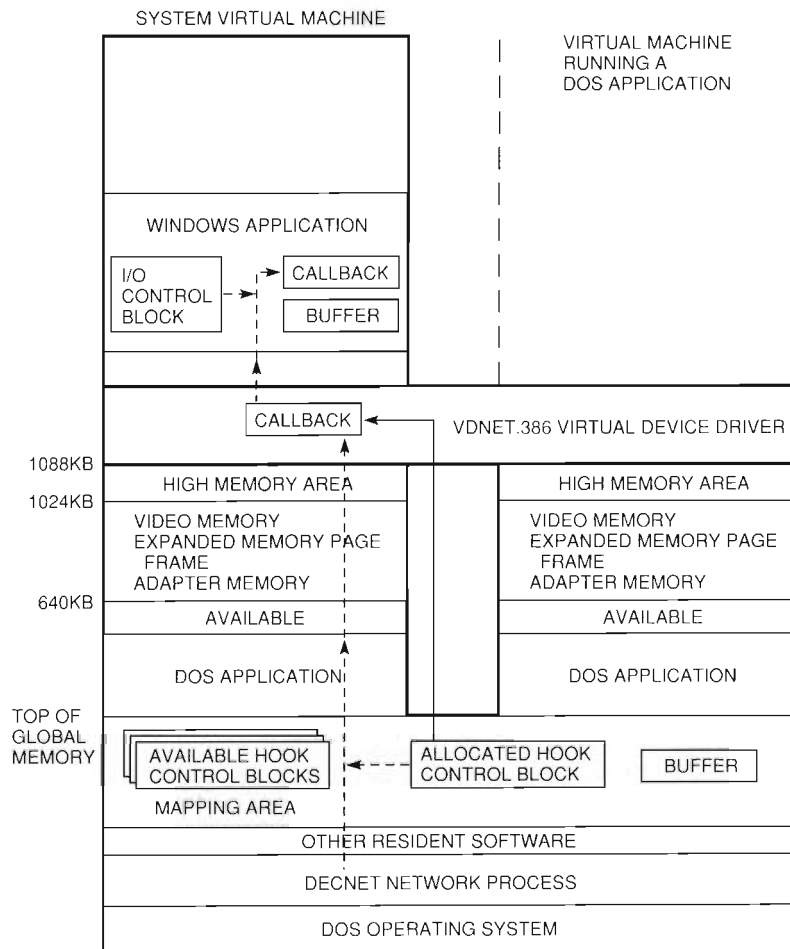 SYSTEM VIRTUAL MACHINE
VIRTUAL MACHINE
RUNNING A
DOS APPLICATION
WINDOWS APPLICATION
I/O
CONTROL
BLOCK
CALLBACK
BUFFER
CALLBACK
VDNET.386 VIRTUAL DEVICE DRIVER
1088KB
HIGH MEMORY AREA
HIGH MEMORY AREA
1024KB
VIDEO MEMORY
EXPANDED MEMORY PAGE
FRAME
ADAPTER MEMORY
VIDEO MEMORY
EXPANDED MEMORY PAGE
FRAME
ADAPTER MEMORY
640KB
AVAILABLE
AVAILABLE
DOS APPLICATION
DOS APPLICATION
TOP OF
GLOBAL
MEMORY
AVAILABLE HOOK
CONTROL BLOCKS
ALLOCATED HOOK
CONTROL BLOCK
BUFFER
MAPPING AREA
OTHER RESIDENT SOFTWARE
DECNET NETWORK PROCESS
DOS OPERATING SYSTEM